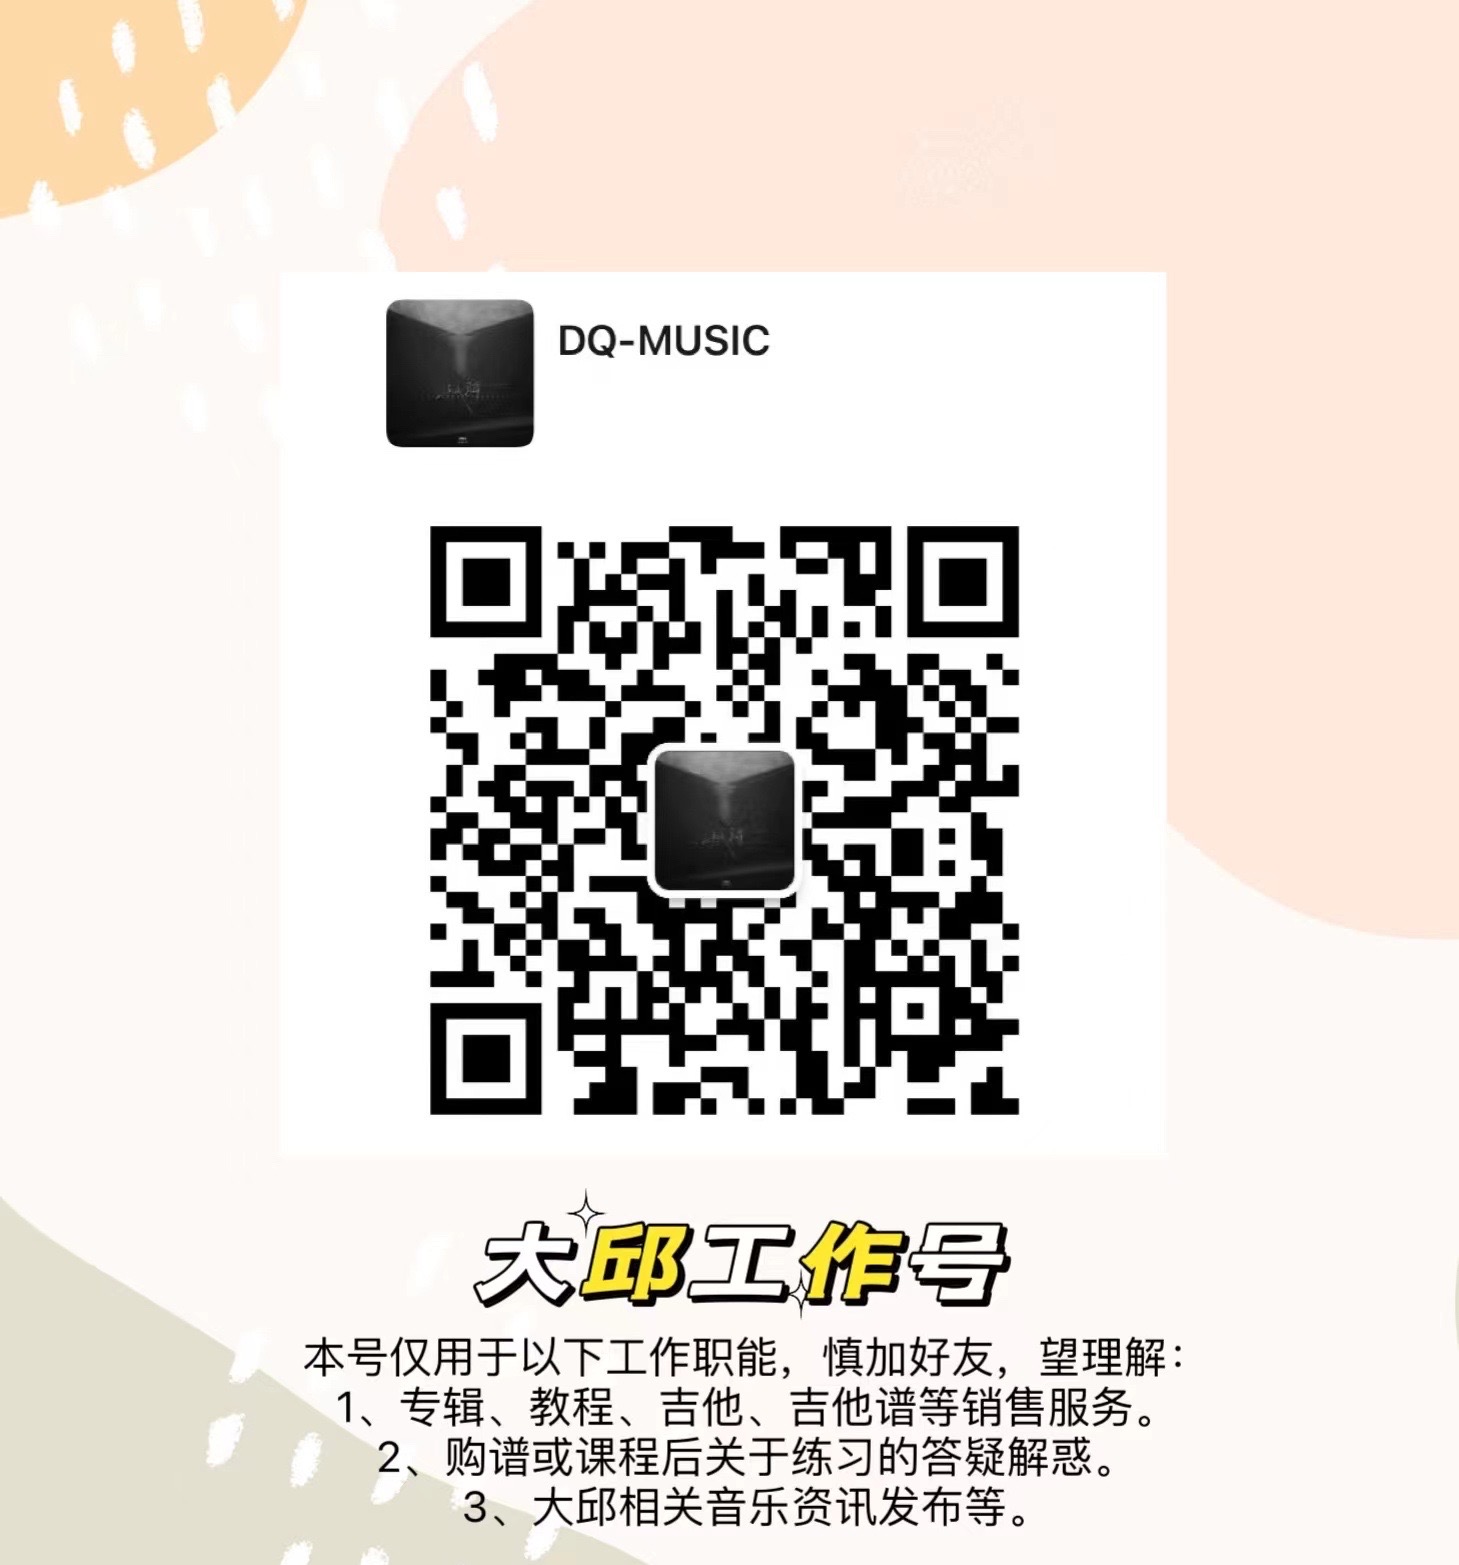 DQ-MUSIC
大邱工作号
本号仅用于以下工作职能，慎加好友，望理解：
1、专辑、教程、吉他、吉他谱等销售服务。
2、购谱或课程后关于练习的答疑解惑。
3、大邱相关音乐资讯发布等。